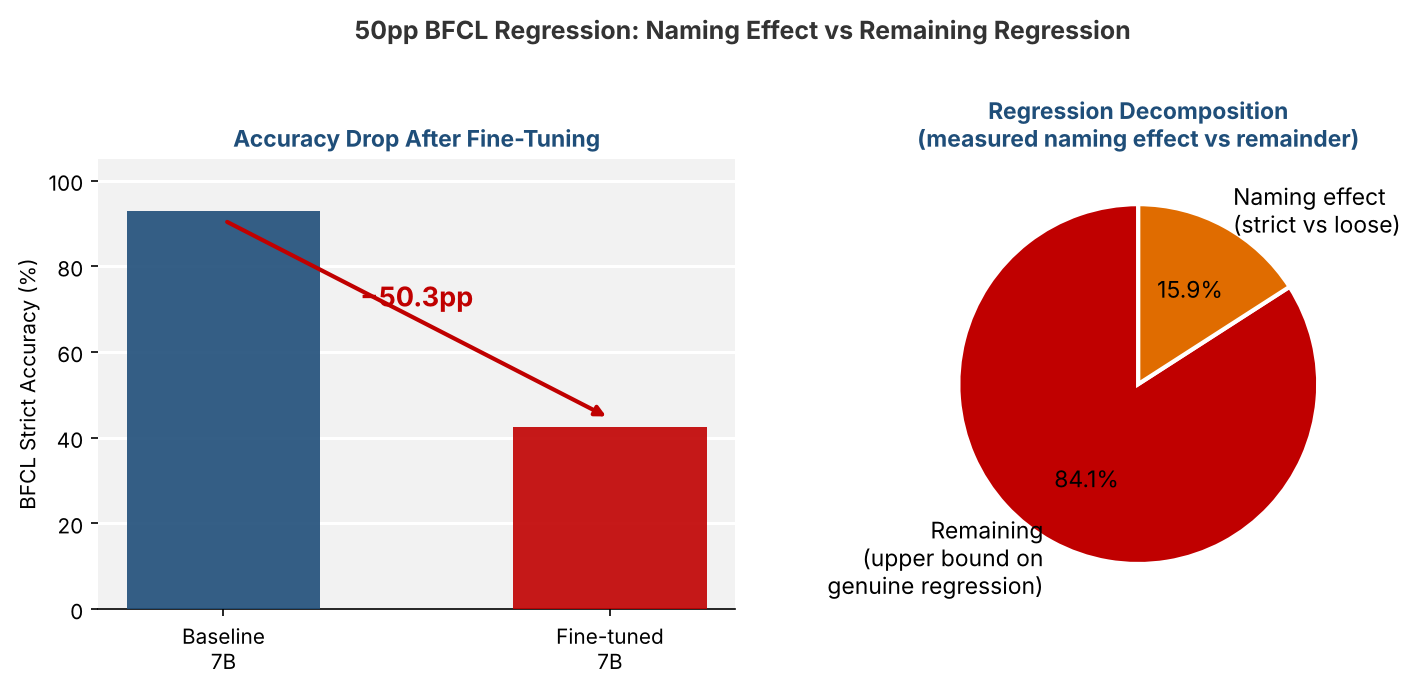 50pp BFCL Regression: Naming Effect vs Remaining Regression
Accuracy Drop After Fine-Tuning
BFCL Strict Accuracy (%)
100
80
60
40
20
0
-50.3pp
Baseline
7B
Fine-tuned
7B
Regression Decomposition
(measured naming effect vs remainder)
Naming effect
(strict vs loose)
15.9%
84.1%
Remaining
(upper bound on
genuine regression)